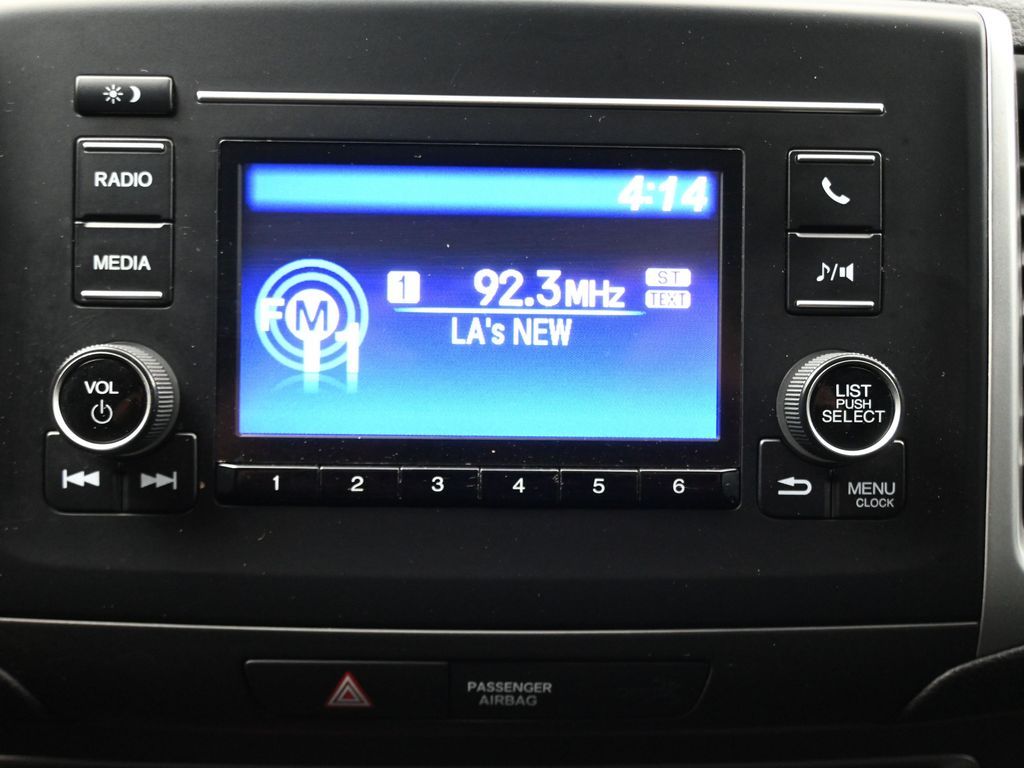 RADIO
MEDIA
VOL
4:14
FM1
1
92.3MHz
ST
TEXT
LA's NEW
LIST
PUSH
SELECT
1 2 3 4 5 6
MENU
CLOCK
PASSENGER
AIRBAG